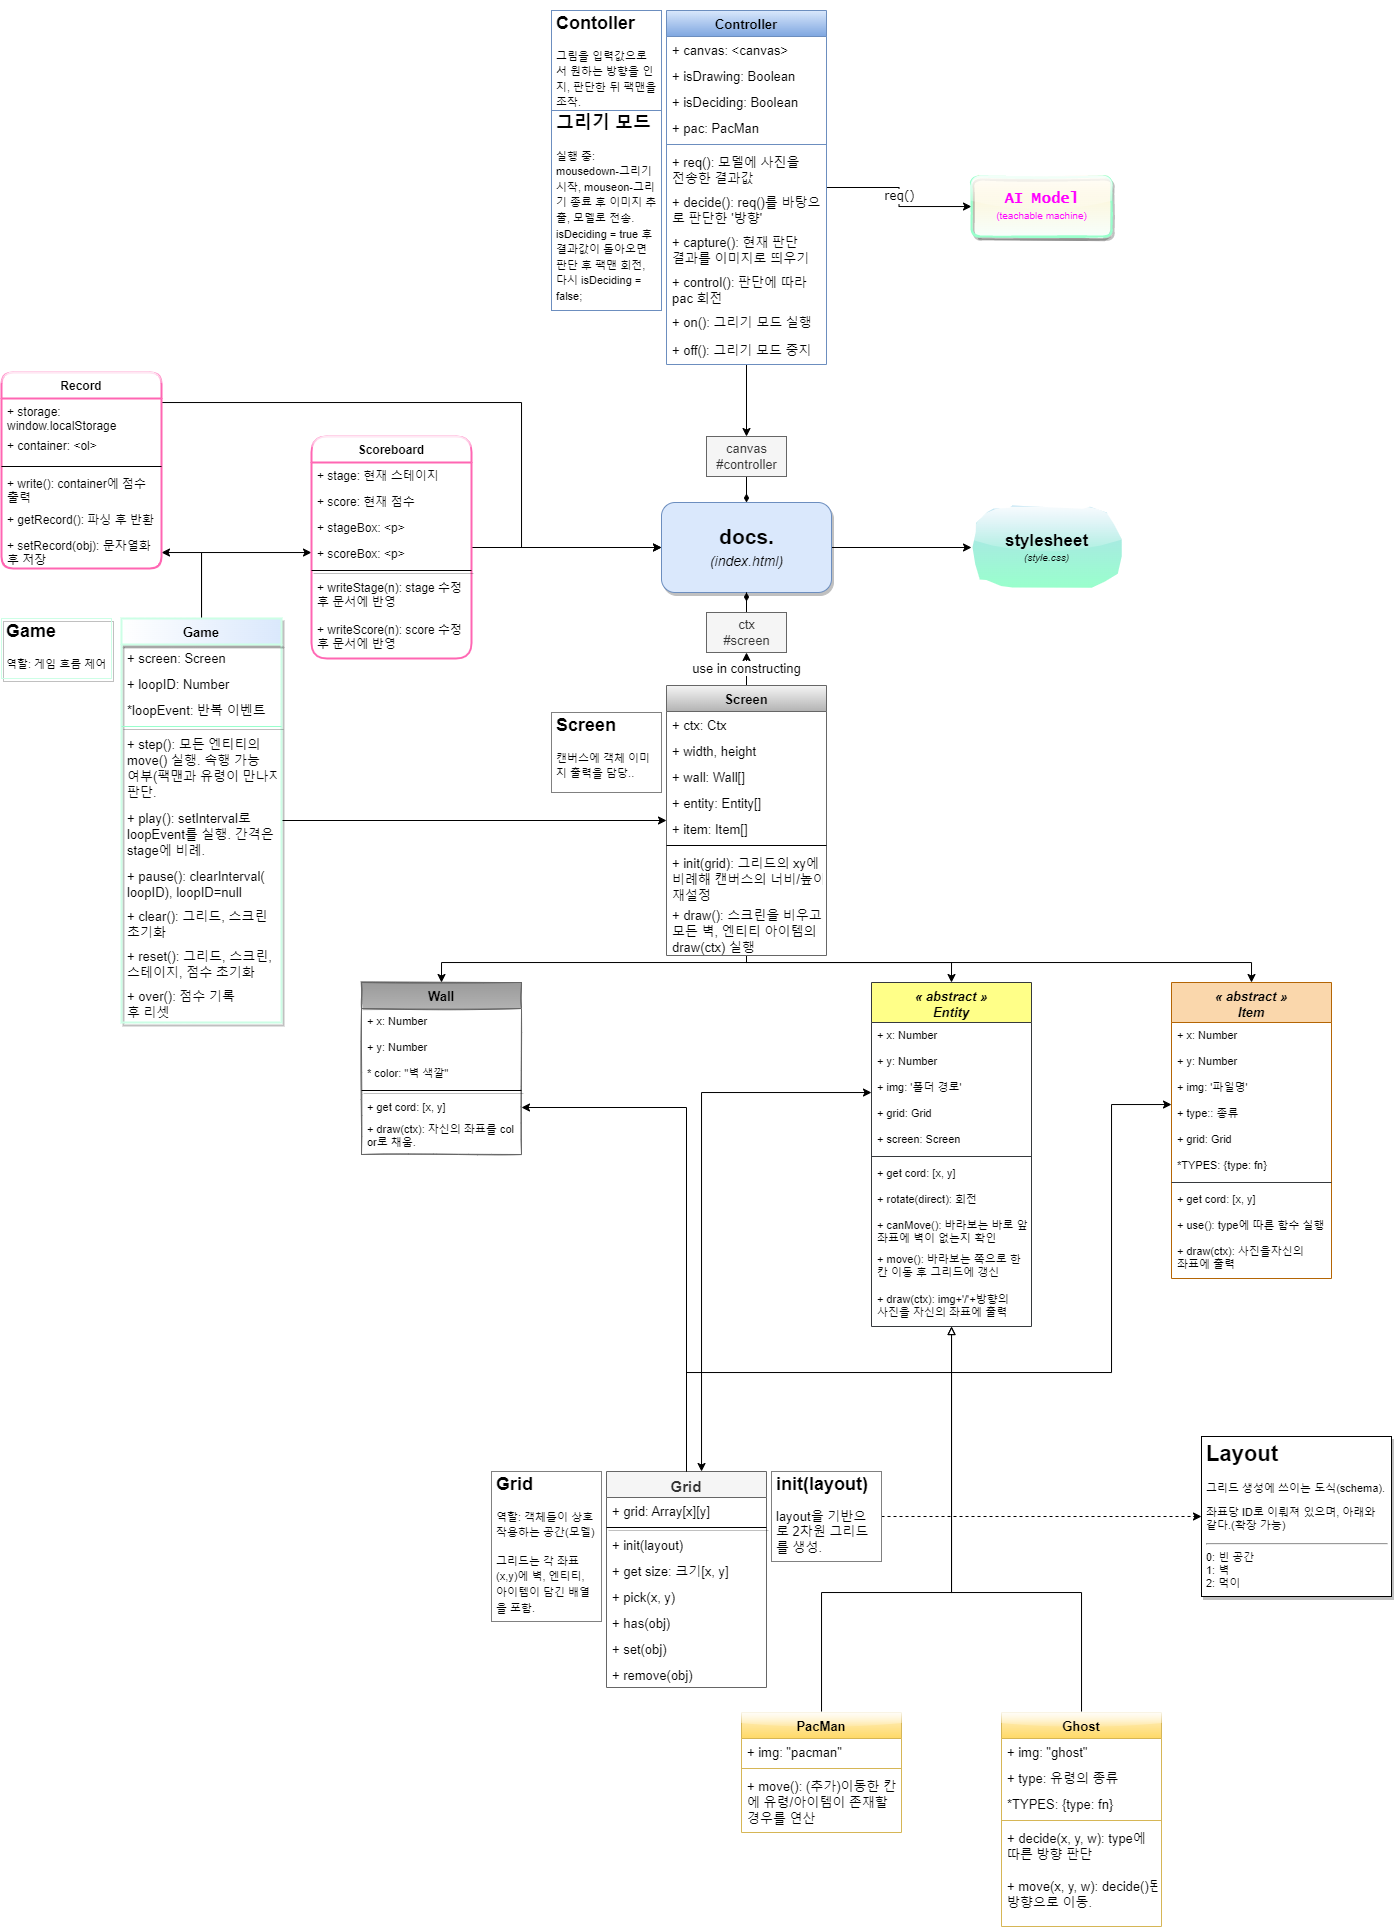 Contoller
그림을 입력값으로
서 원하는 방향을 인
지, 판단한 뒤 팩맨을
조작.
그리기 모드
실행 중:
mousedown-그리기
시작, mouseon-그리
기 종료 후 이미지 추
출, 모델로 전송.
isDeciding = true 후
결과값이 돌아오면
판단 후 팩맨 회전,
다시 isDeciding =
false;
Controller
+ canvas: <canvas>
+ isDrawing: Boolean
+ isDeciding: Boolean
+ pac: PacMan
+ req(): 모델에 사진을
전송한 결과값
+ decide(): req()를 바탕으
로 판단한 '방향'
+ capture(): 현재 판단
결과를 이미지로 띄우기
+ control(): 판단에 따라
pac 회전
+ on(): 그리기 모드 실행
+ off(): 그리기 모드 중지
req()
AI Model
(teachable machine)
Record
+ storage:
window.localStorage
+ container: <ol>
+ write(): container에 점수
출력
+ getRecord(): 파싱 후 반환
+ setRecord(obj): 문자열화
후 저장
Scoreboard
+ stage: 현재 스테이지
+ score: 현재 점수
+ stageBox: <p>
+ scoreBox: <p>
+ writeStage(n): stage 수정
후 문서에 반영
+ writeScore(n): score 수정
후 문서에 반영
canvas
#controller
docs.
(index.html)
stylesheet
(style.css)
ctx
#screen
use in constructing
Game
역할: 게임 흐름 제어
Game
+ screen: Screen
+ loopID: Number
*loopEvent: 반복 이벤트
+ step(): 모든 엔티티의
move() 실행. 속행 가능
여부(팩맨과 유령이 만나지
판단.
+ play(): setInterval로
loopEvent를 실행. 간격은
stage에 비례.
+ pause(): clearInterval(
loopID), loopID=null
+ clear(): 그리드, 스크린
초기화
+ reset(): 그리드, 스크린,
스테이지, 점수 초기화
+ over(): 점수 기록
후 리셋
Screen
캔버스에 객체 이미
지 출력을 담당..
Screen
+ ctx: Ctx
+ width, height
+ wall: Wall[]
+ entity: Entity[]
+ item: Item[]
+ init(grid): 그리드의 xy에
비례해 캔버스의 너비/높이
재설정
+ draw(): 스크린을 비우고
모든 벽, 엔티티 아이템의
draw(ctx) 실행
Wall
+ x: Number
+ y: Number
* color: "벽 색깔"
+ get cord: [x, y]
+ draw(ctx): 자신의 좌표를 col
or로 채움.
« abstract »
Entity
+ x: Number
+ y: Number
+ img: '폴더 경로'
+ grid: Grid
+ screen: Screen
+ get cord: [x, y]
+ rotate(direct): 회전
+ canMove(): 바라보는 바로 앞
좌표에 벽이 없는지 확인
+ move(): 바라보는 쪽으로 한
칸 이동 후 그리드에 갱신
+ draw(ctx): img+'/'+방향의
사진을 자신의 좌표에 출력
« abstract »
Item
+ x: Number
+ y: Number
+ img: '파일명'
+ type:: 종류
+ grid: Grid
*TYPES: {type: fn}
+ get cord: [x, y]
+ use(): type에 따른 함수 실행
+ draw(ctx): 사진을자신의
좌표에 출력
Grid
역할: 객체들이 상호
작용하는 공간(모델)
그리드는 각 좌표
(x,y)에 벽, 엔티티,
아이템이 담긴 배열
을 포함.
Grid
+ grid: Array[x][y]
+ init(layout)
+ get size: 크기[x, y]
+ pick(x, y)
+ has(obj)
+ set(obj)
+ remove(obj)
init(layout)
layout을 기반으
로 2차원 그리드
를 생성.
Layout
그리드 생성에 쓰이는 도식(schema).
좌표당 ID로 이뤄져 있으며, 아래와
같다.(확장 가능)
0: 빈 공간
1: 벽
2: 먹이
PacMan
+ img: "pacman"
+ move(): (추가)이동한 칸
에 유령/아이템이 존재할
경우를 연산
Ghost
+ img: "ghost"
+ type: 유령의 종류
*TYPES: {type: fn}
+ decide(x, y, w): type에
따른 방향 판단
+ move(x, y, w): decide()된
방향으로 이동.